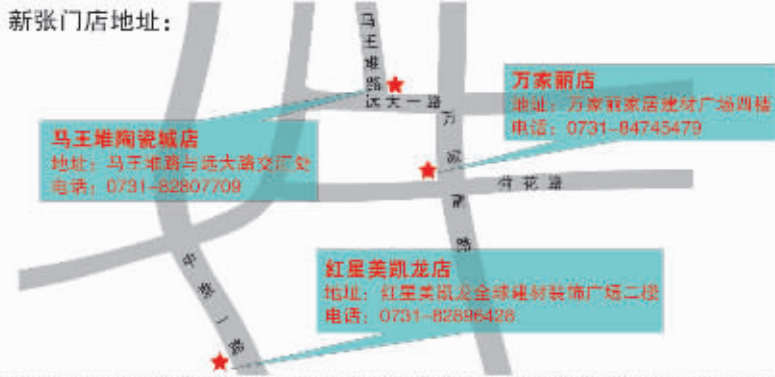 新张门店地址：
马王堆路
远大一路
万家丽店
地址：万家丽家居建材广场四楼
电话：0731-84745479
马王堆陶瓷城店
地址：马王堆路与远大路交汇处
电话：0731-82807709
万家丽路
荷花路
红星美凯龙店
地址：红星美凯龙全球建材装饰广场二楼
电话：0731-82896428